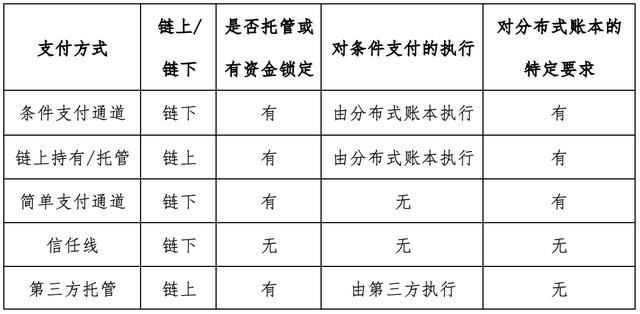 支付方式 链上/链下 是否托管或有资金锁定 对条件支付的执行 对分布式账本的特定要求
条件支付通道 链下 有 由分布式账本执行 有
链上持有/托管 链上 有 由分布式账本执行 有
简单支付通道 链下 有 无 有
信任线 链下 无 无 无
第三方托管 链上 有 由第三方执行 无